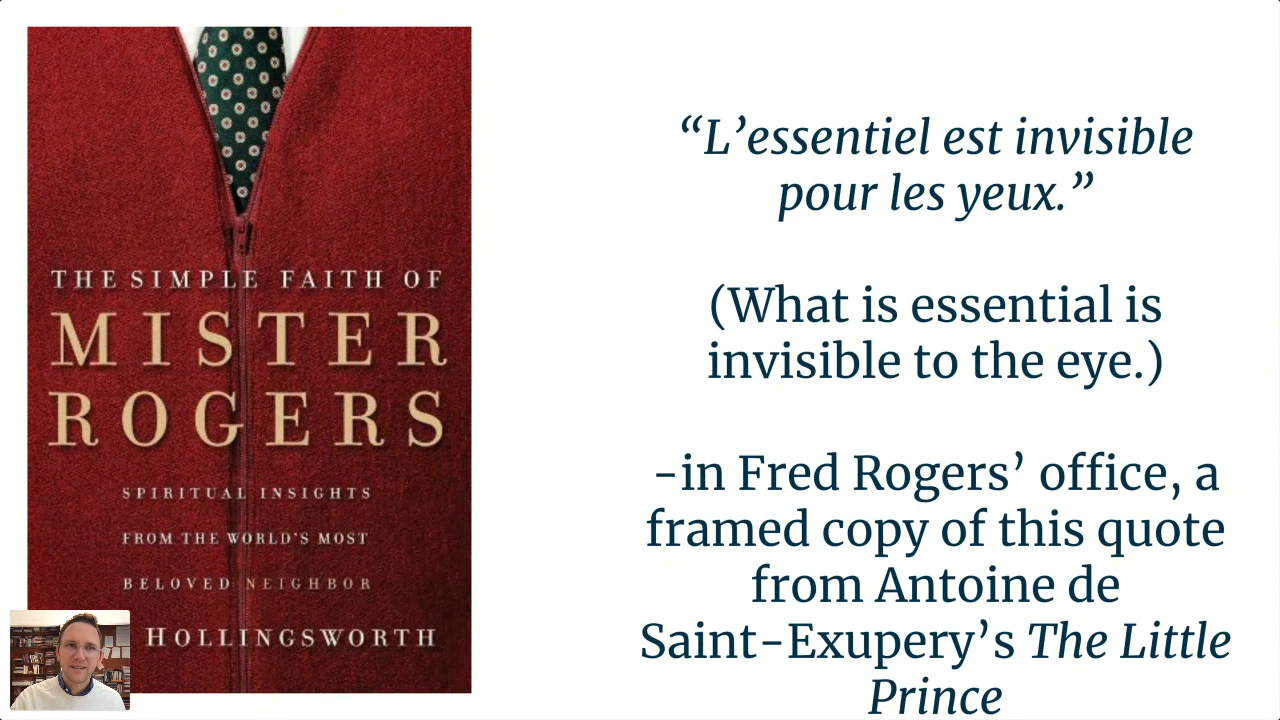 THE SIMPLE FAITH OF
MISTER
ROGERS
SPIRITUAL INSIGHTS
FROM THE WORLD'S MOST
BELOVED NEIGHBOR
HOLLINGSWORTH
“L’essentiel est invisible
pour les yeux.”
(What is essential is
invisible to the eye.)
-in Fred Rogers’ office, a
framed copy of this quote
from Antoine de
Saint-Exupery’s The Little
Prince